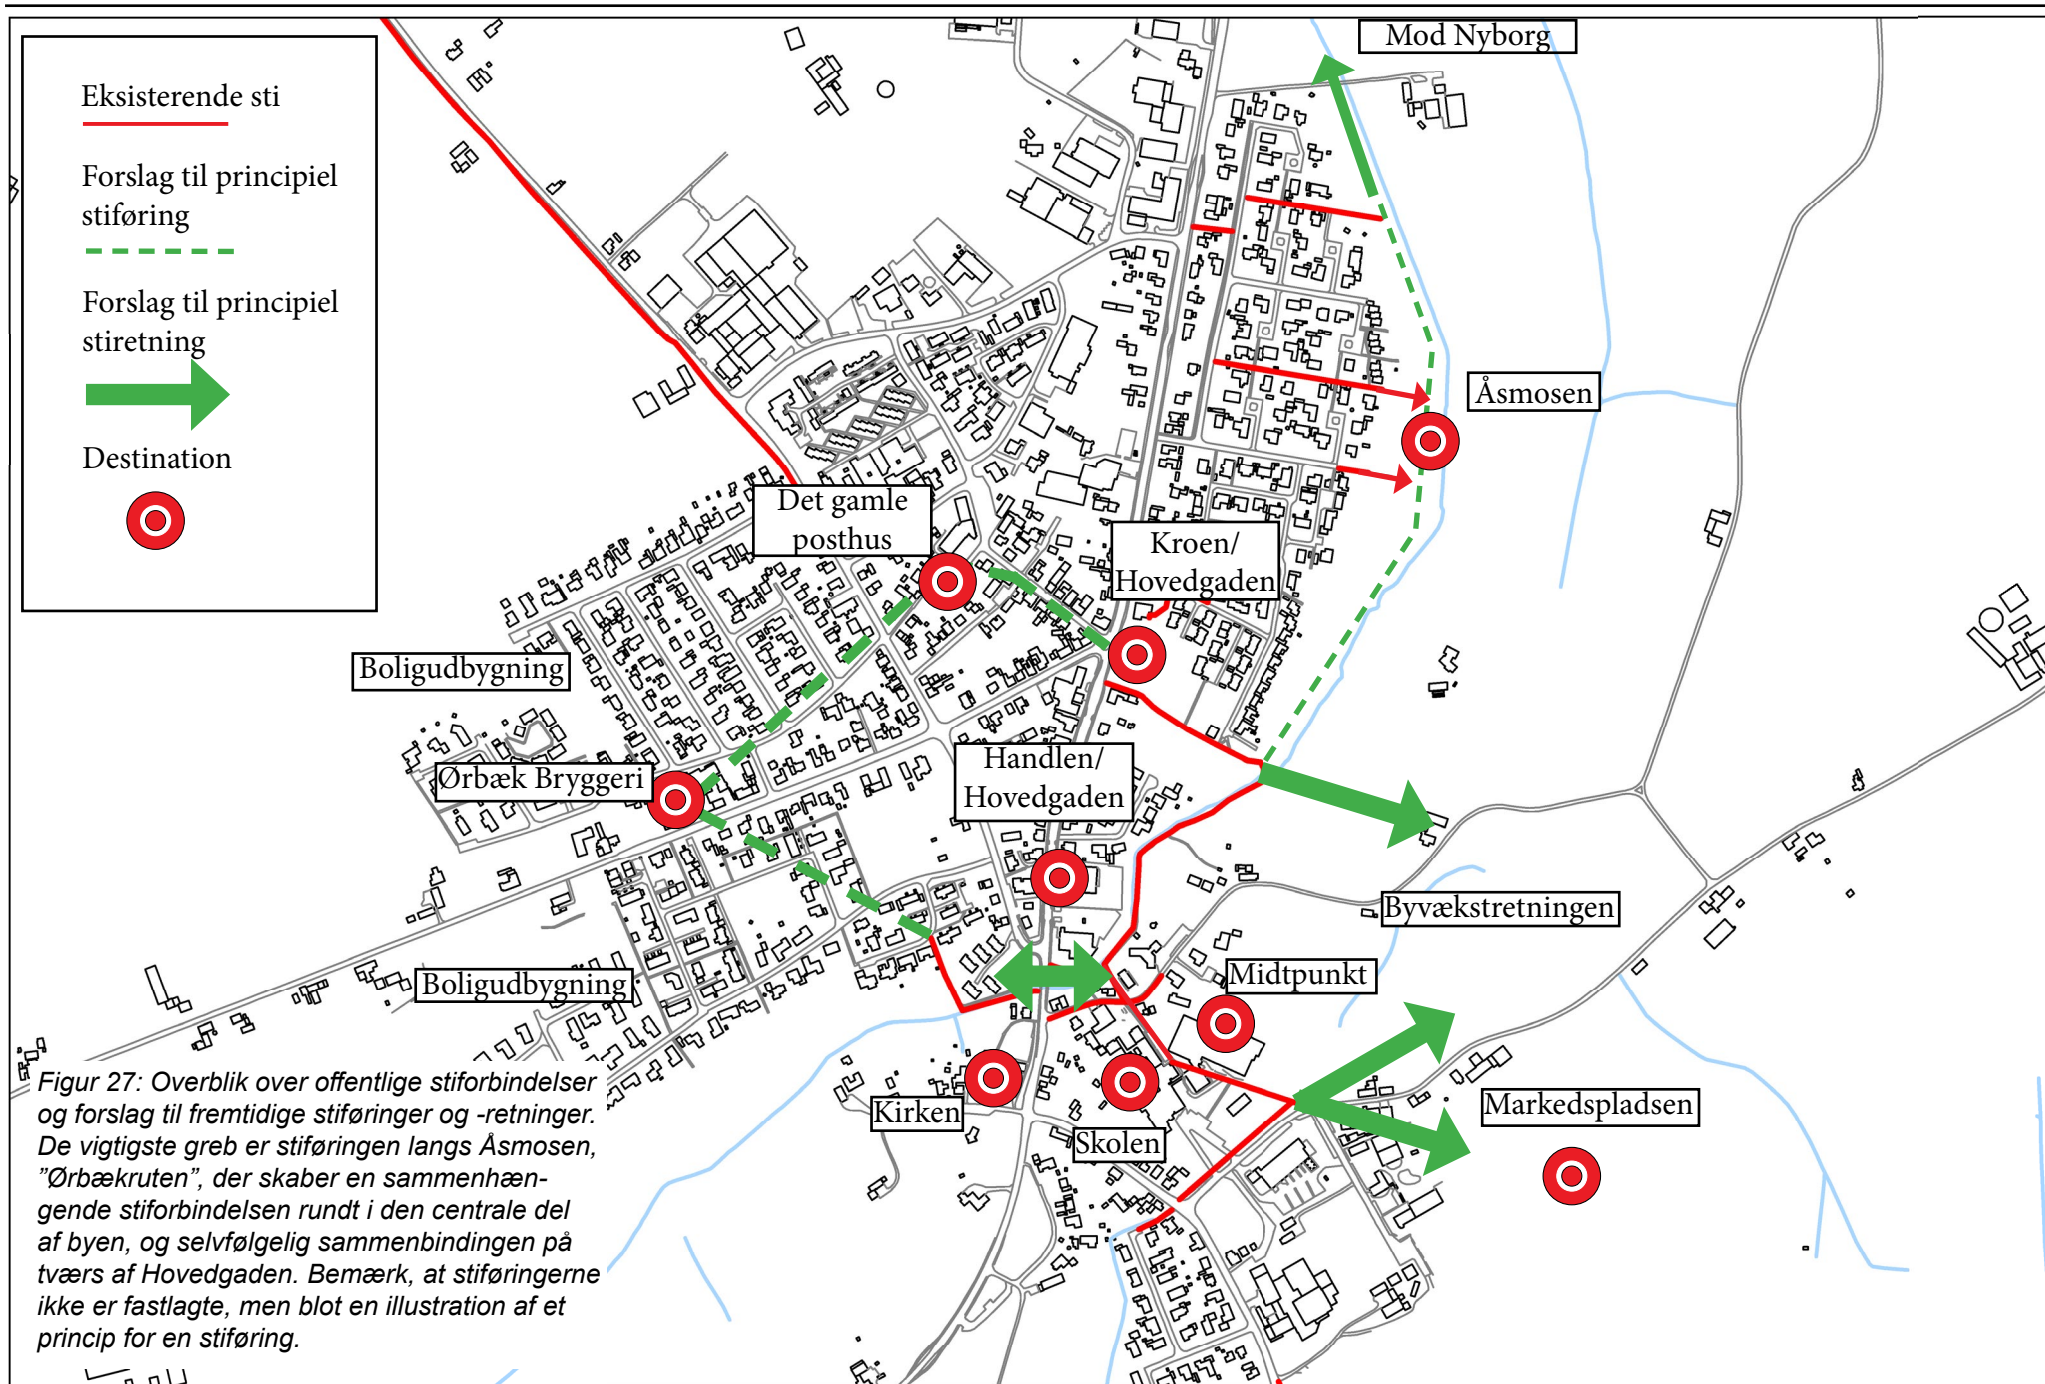 Eksisterende sti
Forslag til principiel
stiføring
Forslag til principiel
stiretning
Destination
Mod Nyborg
Åsmosen
Det gamle
posthus
Kroen/
Hovedgaden
Boligudbygning
Ørbæk Bryggeri
Handlen/
Hovedgaden
Byvækstretningen
Boligudbygning
Midtpunkt
Kirken
Skolen
Markedspladsen
Figur 27: Overblik over offentlige stiforbindelser
og forslag til fremtidige stiføringer og -retninger.
De vigtigste greb er stiføringen langs Åsmosen,
”Ørbækruten”, der skaber en sammenhæn-
gende stiforbindelsen rundt i den centrale del
af byen, og selvfølgelig sammenbindingen på
tværs af Hovedgaden. Bemærk, at stiføringerne
ikke er fastlagte, men blot en illustration af et
princip for en stiføring.